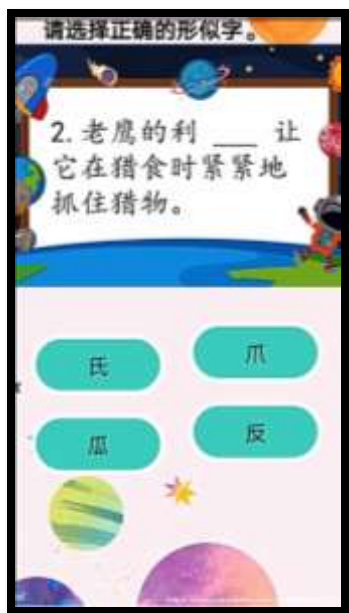 请选择正确的形似字。
2. 老鹰的利 ___ 让
它在猎食时紧紧地
抓住猎物。
氏
爪
瓜
反